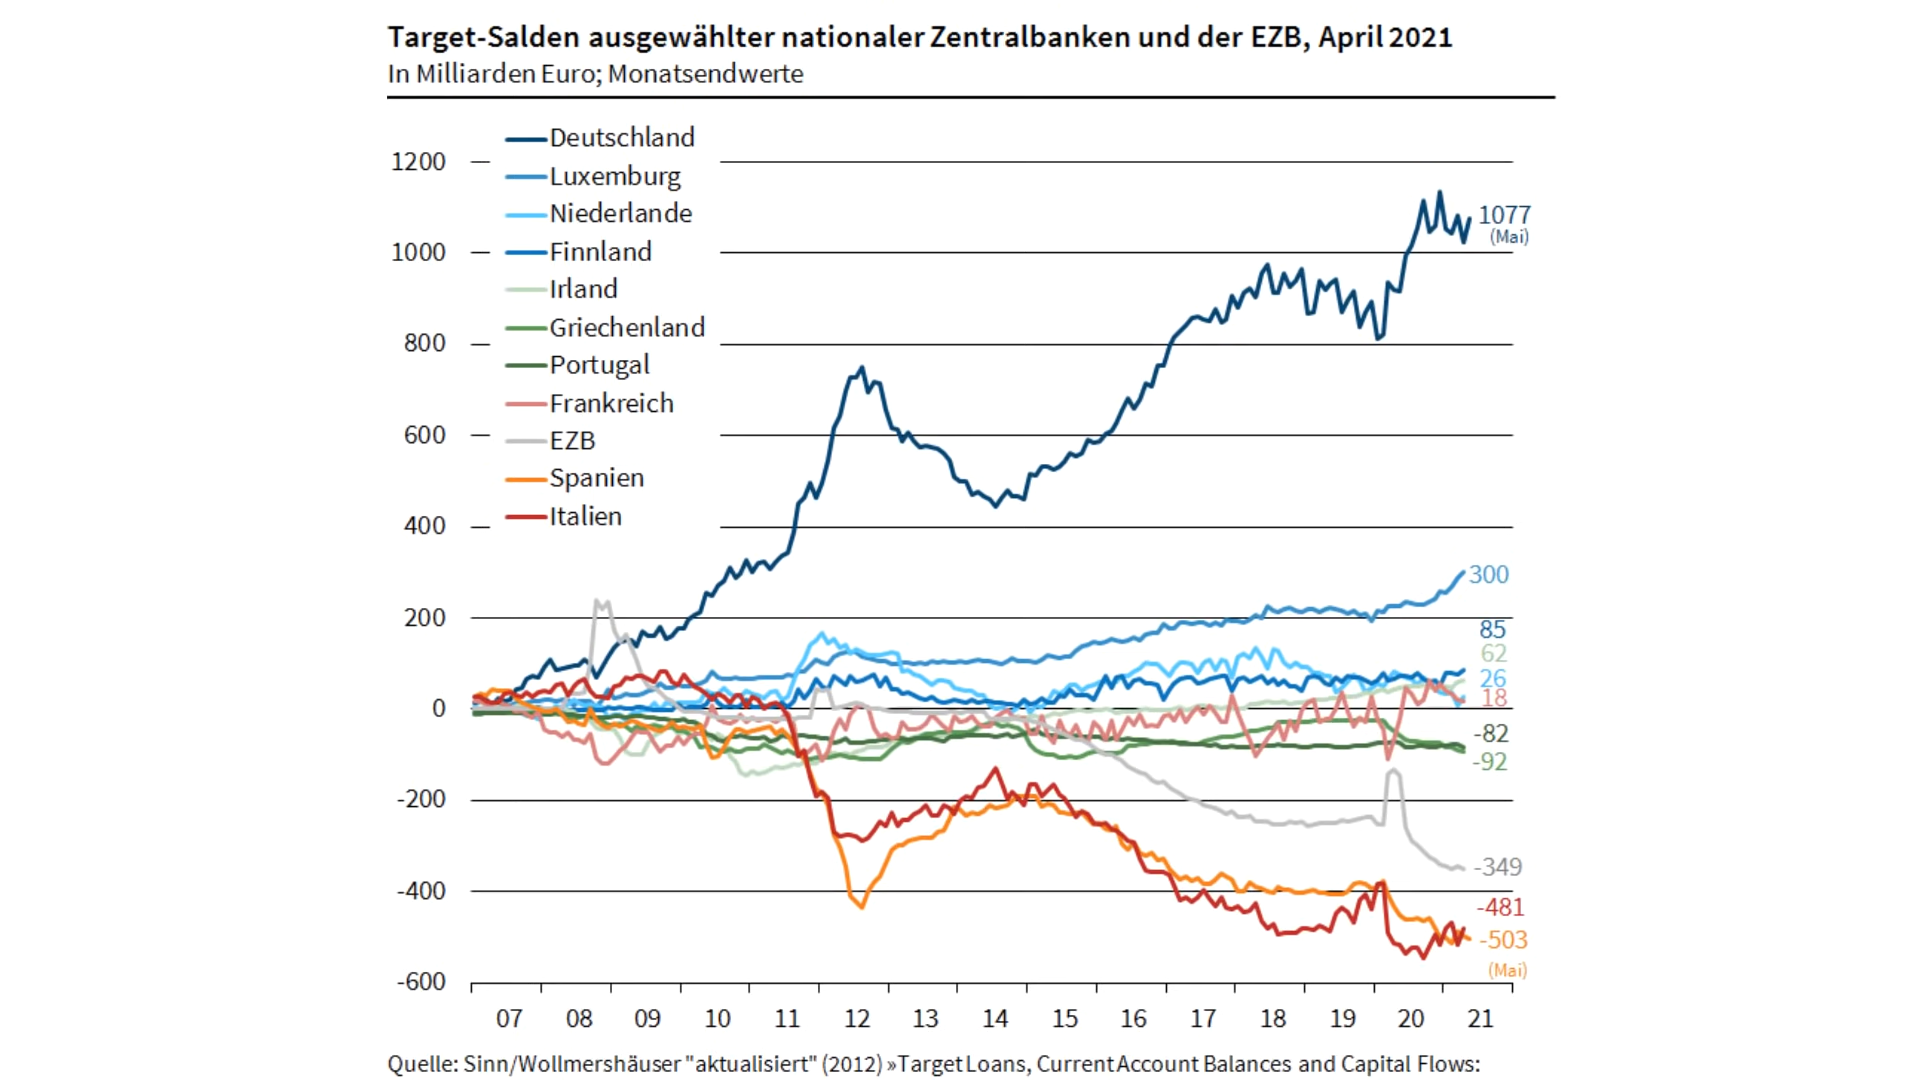 Target-Salden ausgewählter nationaler Zentralbanken und der EZB, April 2021
In Milliarden Euro; Monatsendwerte
Deutschland
Luxemburg
Niederlande
Finnland
Irland
Griechenland
Portugal
Frankreich
EZB
Spanien
Italien
1200
1000
800
600
400
200
0
-200
-400
-600
1077
(Mai)
300
85
62
26
18
-82
-92
-349
-481
-503
(Mai)
07 08 09 10 11 12 13 14 15 16 17 18 19 20 21
Quelle: Sinn/Wollmershäuser "aktualisiert" (2012) »Target Loans, Current Account Balances and Capital Flows: